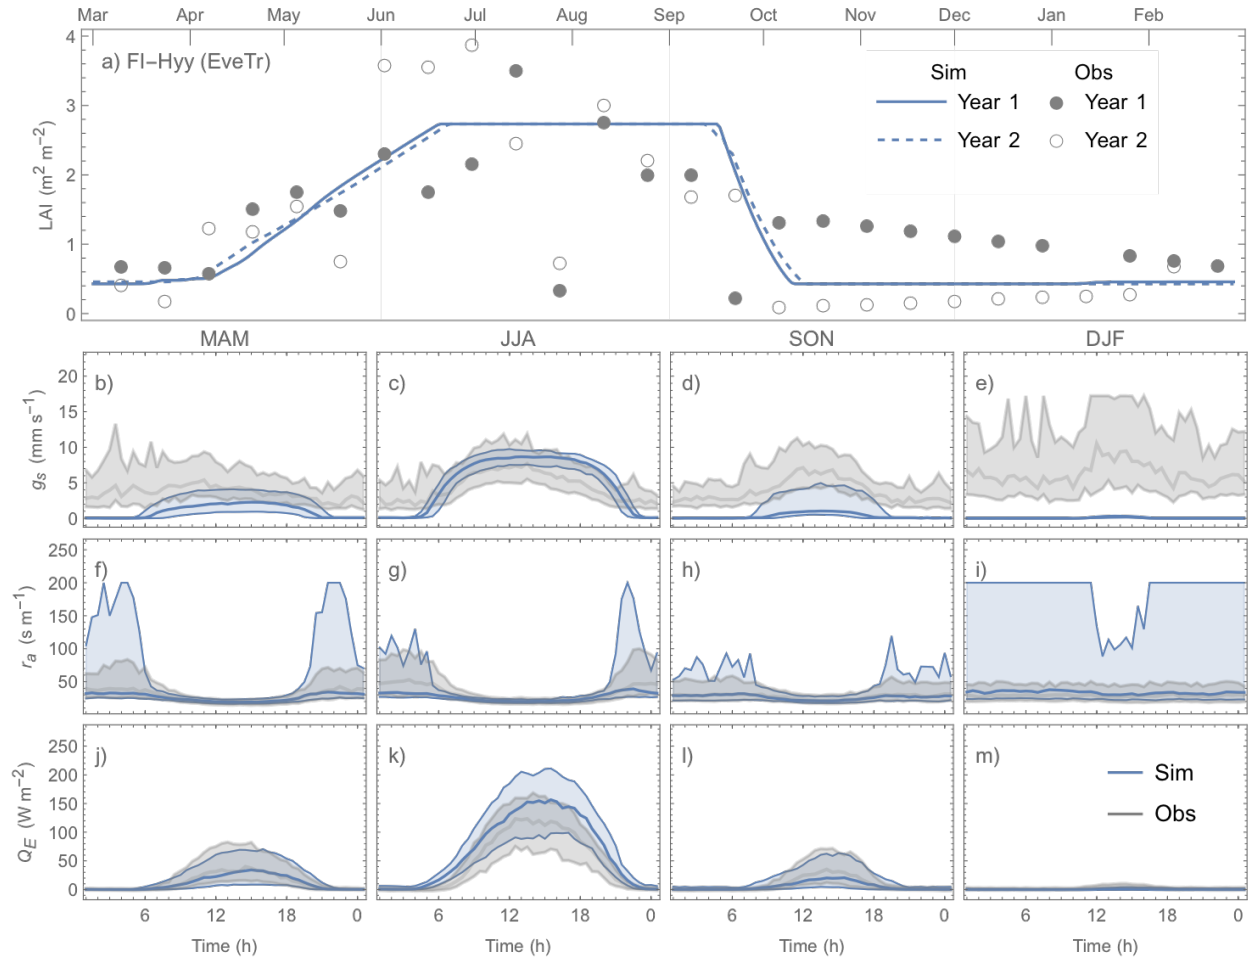 Mar Apr May Jun Jul Aug Sep Oct Nov Dec Jan Feb
a) FI−Hyy (EveTr)
Sim Obs
Year 1 Year 1
Year 2 Year 2
LAI (m² m⁻²)
4
3
2
1
0
MAM JJA SON DJF
b) c) d) e)
gs (mm s⁻¹)
20
15
10
5
0
f) g) h) i)
ra (s m⁻¹)
250
200
150
100
50
j) k) l) m)
QE (W m⁻²)
250
200
150
100
50
0
Sim
Obs
6 12 18 0 6 12 18 0 6 12 18 0 6 12 18 0
Time (h) Time (h) Time (h) Time (h)